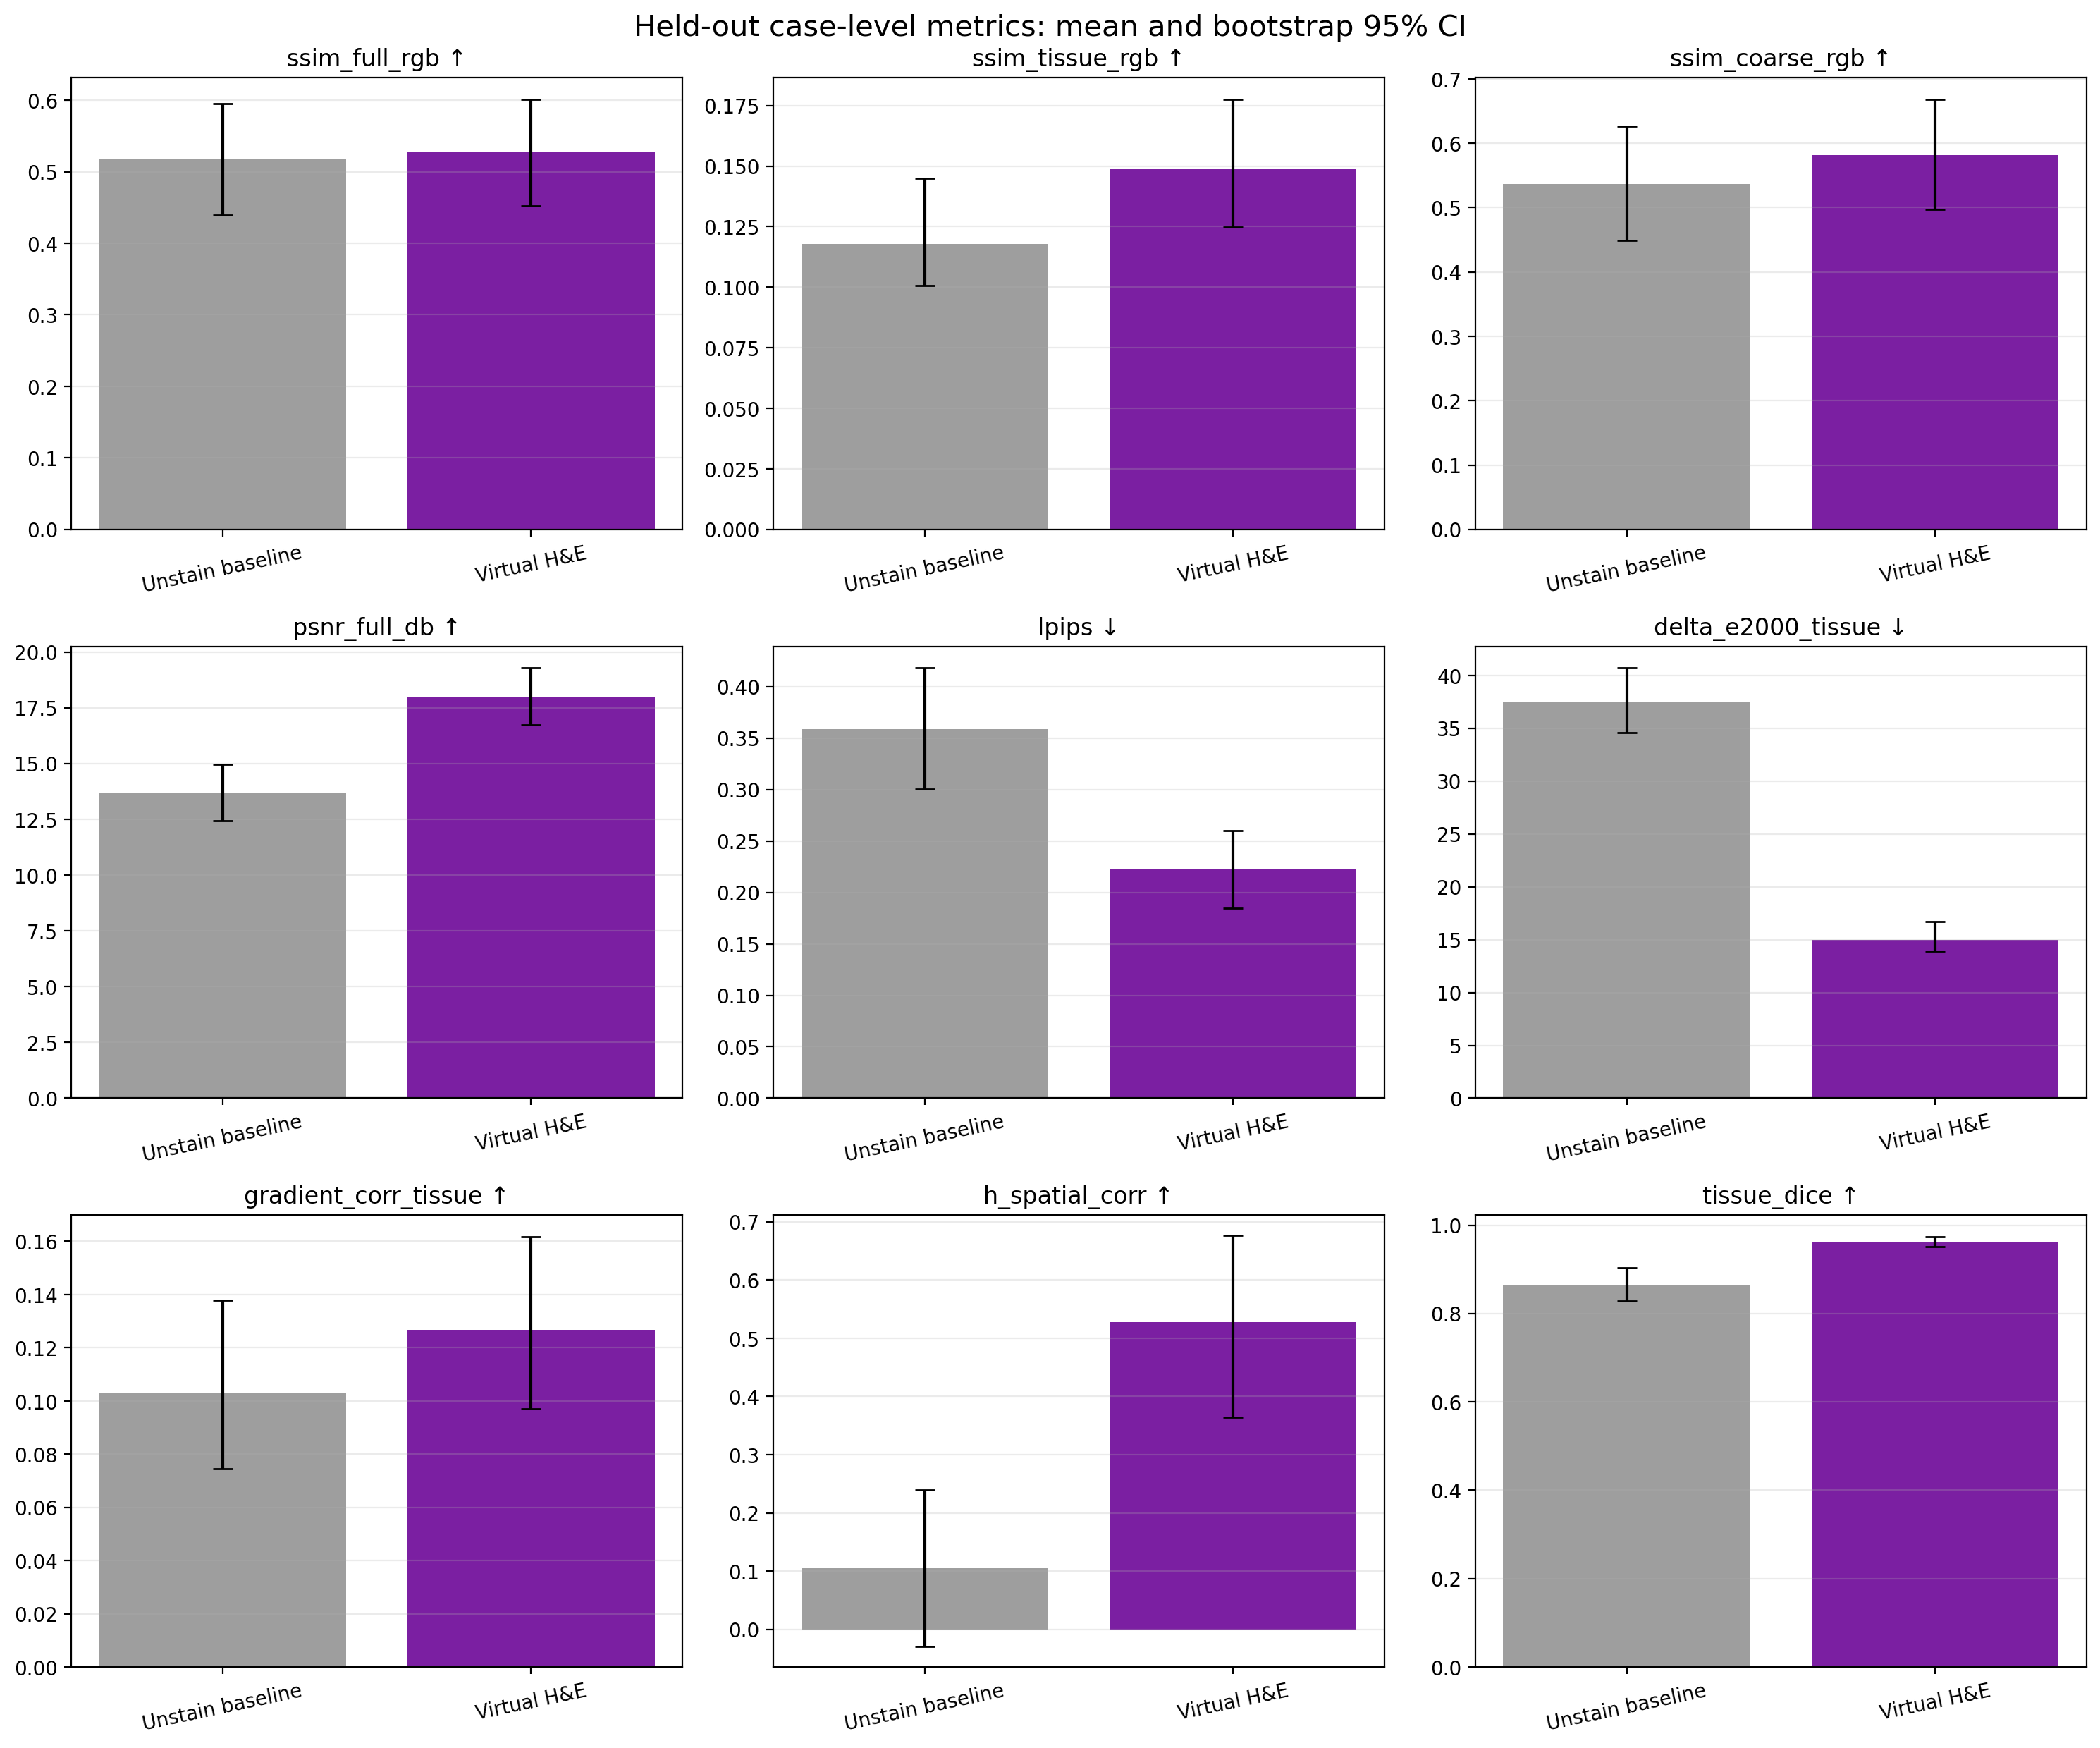 Held-out case-level metrics: mean and bootstrap 95% CI
ssim_full_rgb ↑
0.6
0.5
0.4
0.3
0.2
0.1
0.0
Unstain baseline
Virtual H&E
ssim_tissue_rgb ↑
0.175
0.150
0.125
0.100
0.075
0.050
0.025
0.000
Unstain baseline
Virtual H&E
ssim_coarse_rgb ↑
0.7
0.6
0.5
0.4
0.3
0.2
0.1
0.0
Unstain baseline
Virtual H&E
psnr_full_db ↑
20.0
17.5
15.0
12.5
10.0
7.5
5.0
2.5
0.0
Unstain baseline
Virtual H&E
lpips ↓
0.40
0.35
0.30
0.25
0.20
0.15
0.10
0.05
0.00
Unstain baseline
Virtual H&E
delta_e2000_tissue ↓
40
35
30
25
20
15
10
5
0
Unstain baseline
Virtual H&E
gradient_corr_tissue ↑
0.16
0.14
0.12
0.10
0.08
0.06
0.04
0.02
0.00
Unstain baseline
Virtual H&E
h_spatial_corr ↑
0.7
0.6
0.5
0.4
0.3
0.2
0.1
0.0
Unstain baseline
Virtual H&E
tissue_dice ↑
1.0
0.8
0.6
0.4
0.2
0.0
Unstain baseline
Virtual H&E